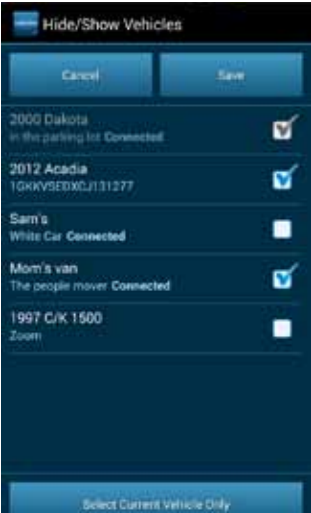 Hide/Show Vehicles
Cancel
Save
2000 Dakota
in the parking lot Connected
2012 Acadia
1GKKVSEDXCJ131277
Sam's
White Car Connected
Mom's van
The people mover Connected
1997 C/K 1500
Zoom
Select Current Vehicle Only